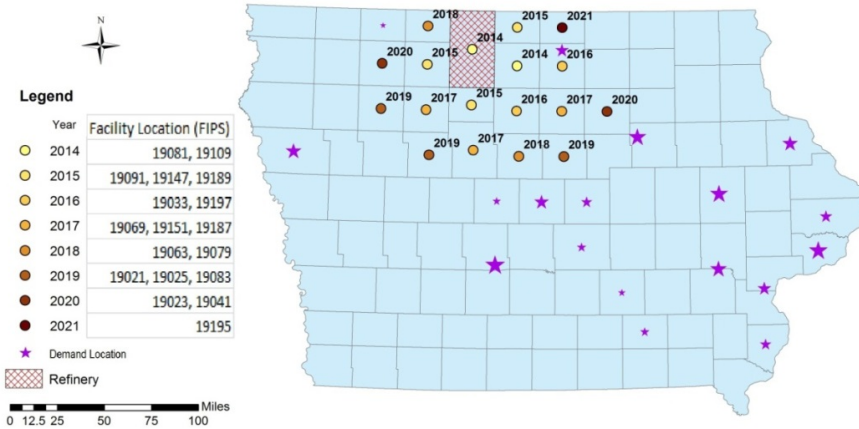 N
Legend
Year Facility Location (FIPS)
2014 19081, 19109
2015 19091, 19147, 19189
2016 19033, 19197
2017 19069, 19151, 19187
2018 19063, 19079
2019 19021, 19025, 19083
2020 19023, 19041
2021 19195
Demand Location
Refinery
Miles
0 12.5 25 50 75 100
2018 2014 2015 2021
2020 2015 2014 2016
2019 2017 2015 2016 2017 2020
2019 2017 2018 2019